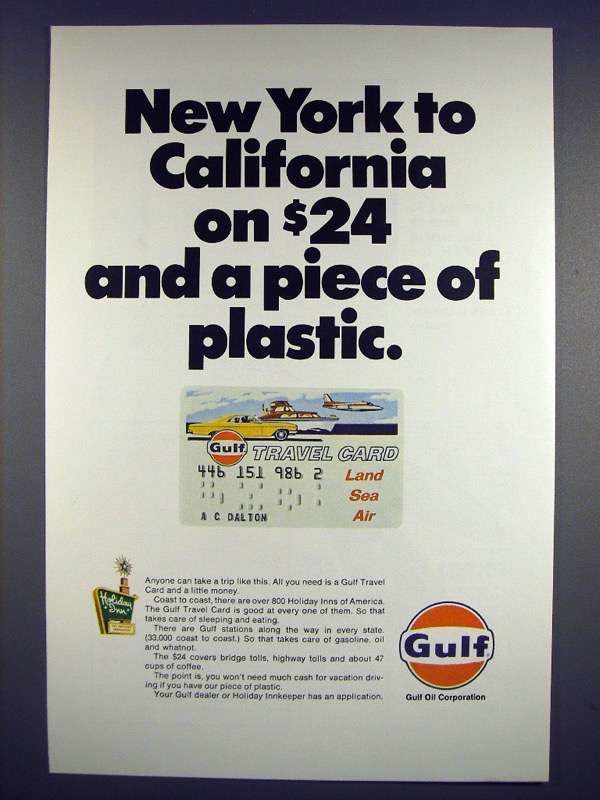 New York to
California
on $24
and a piece of
plastic.
Gulf
TRAVEL CARD
446 151 986 2
Land
Sea
Air
A C DALTON
Holiday
Inn
Anyone can take a trip like this. All you need is a Gulf Travel
Card and a little money.
Coast to coast, there are over 800 Holiday Inns of America.
The Gulf Travel Card is good at every one of them. So that
takes care of sleeping and eating.
There are Gulf stations along the way in every state.
(33,000 coast to coast.) So that takes care of gasoline, oil
and whatnot.
The $24 covers bridge tolls, highway tolls and about 47
cups of coffee.
The point is, you won't need much cash for vacation driv-
ing if you have our piece of plastic.
Your Gulf dealer or Holiday Innkeeper has an application.
Gulf
Gulf Oil Corporation